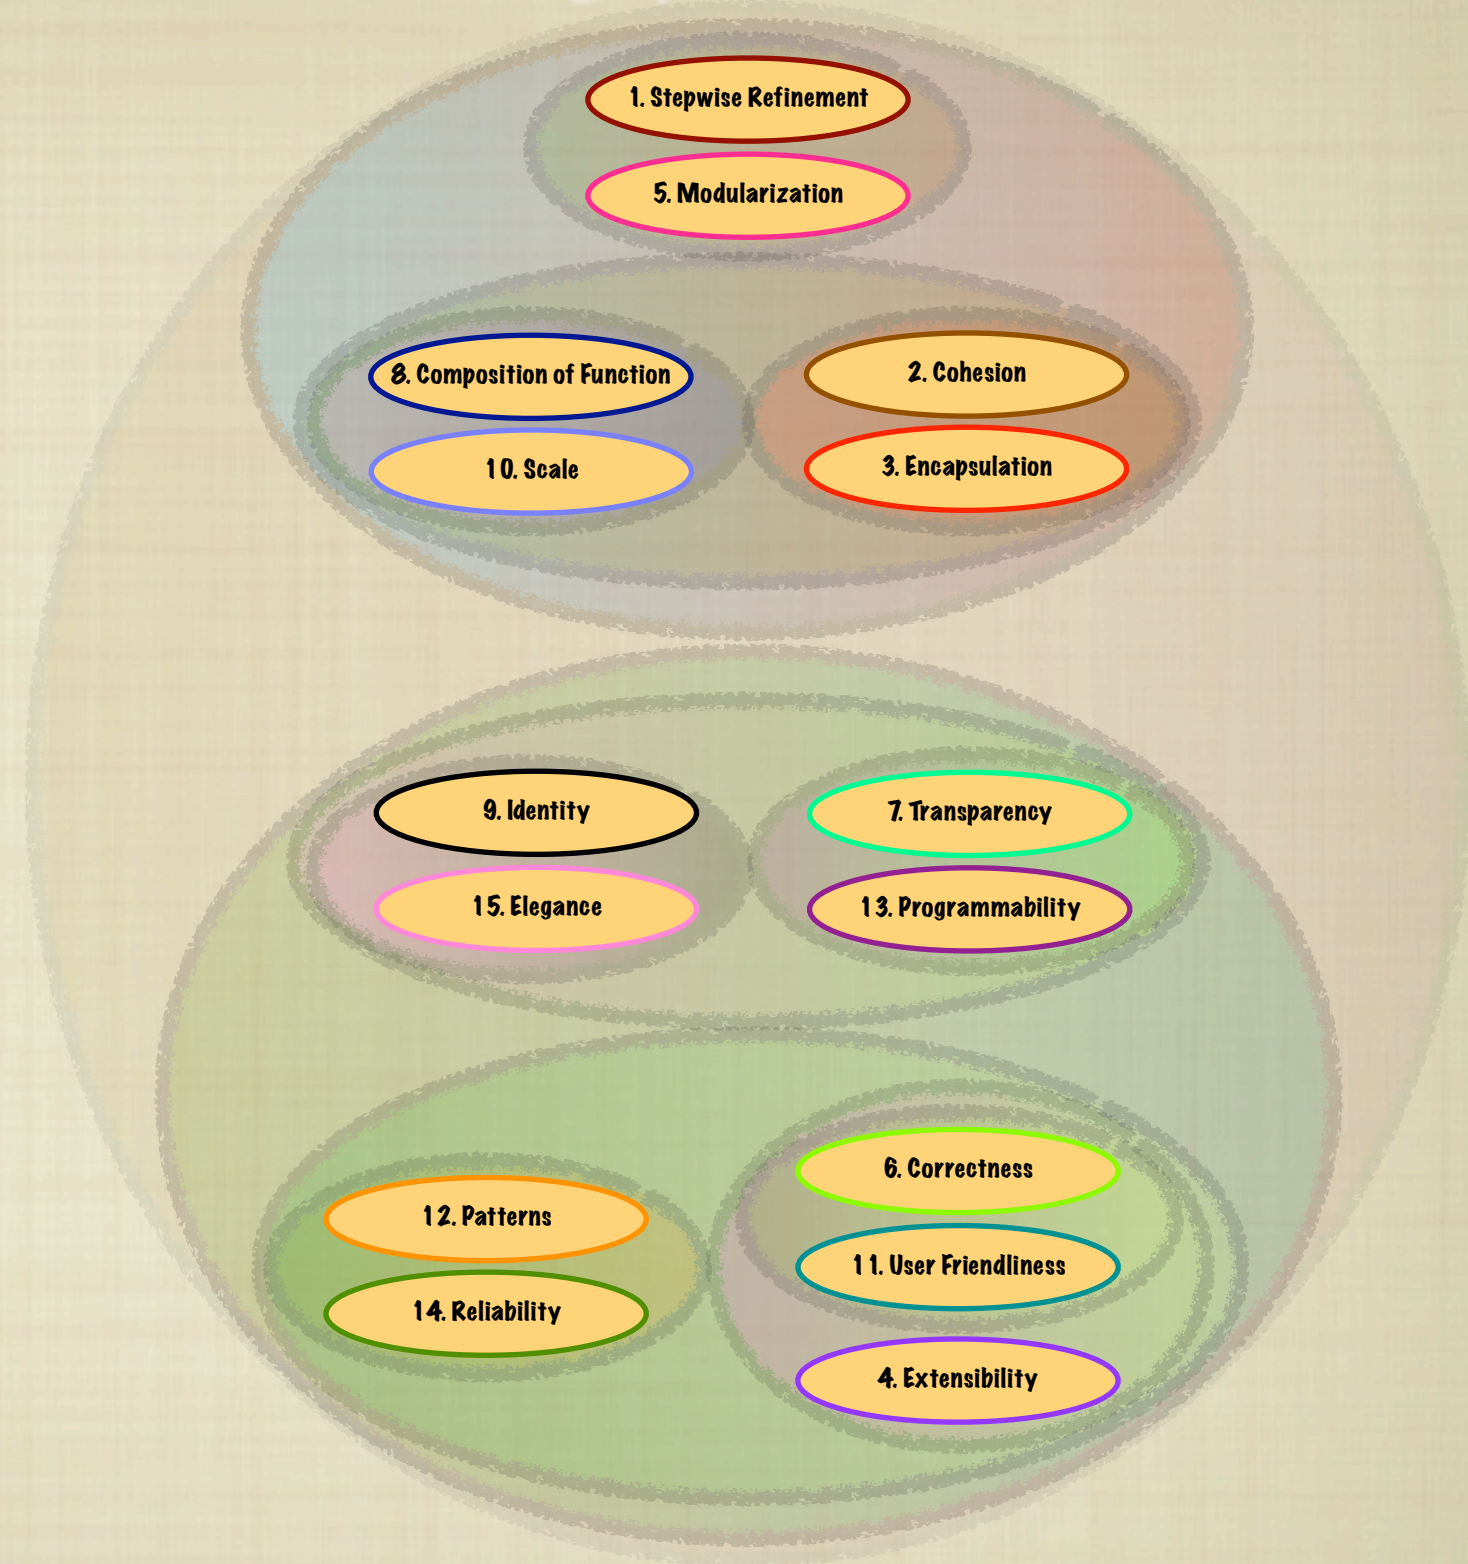 1. Stepwise Refinement
5. Modularization
8. Composition of Function
10. Scale
2. Cohesion
3. Encapsulation
9. Identity
15. Elegance
7. Transparency
13. Programmability
12. Patterns
14. Reliability
6. Correctness
11. User Friendliness
4. Extensibility